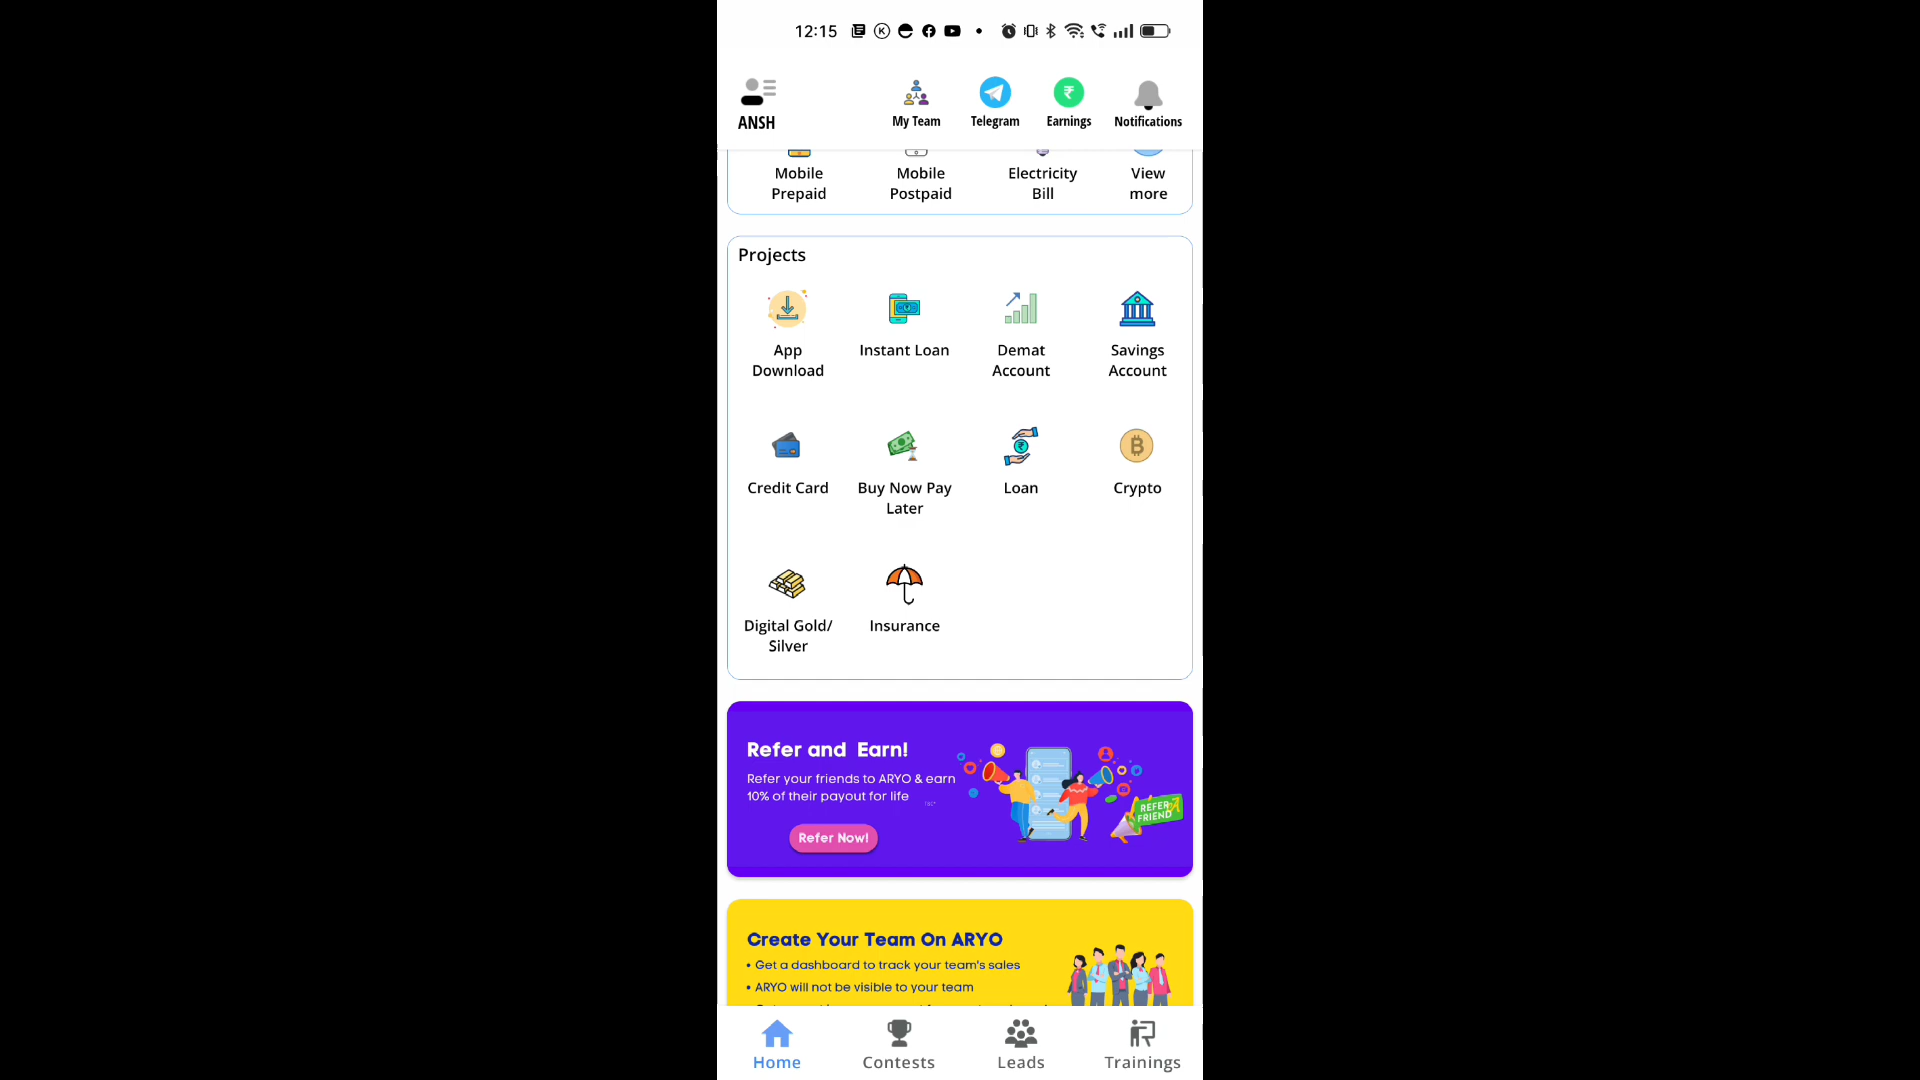 12:15
ANSH
My Team
Telegram
Earnings
Notifications
Mobile
Prepaid
Mobile
Postpaid
Electricity
Bill
View
more
Projects
App
Download
Instant Loan
Demat
Account
Savings
Account
Credit Card
Buy Now Pay
Later
Loan
Crypto
Digital Gold/
Silver
Insurance
Refer and Earn!
Refer your friends to ARYO & earn
10% of their payout for life
Refer Now!
REFER
FRIEND
Create Your Team On ARYO
• Get a dashboard to track your team's sales
• ARYO will not be visible to your team
Home
Contests
Leads
Trainings